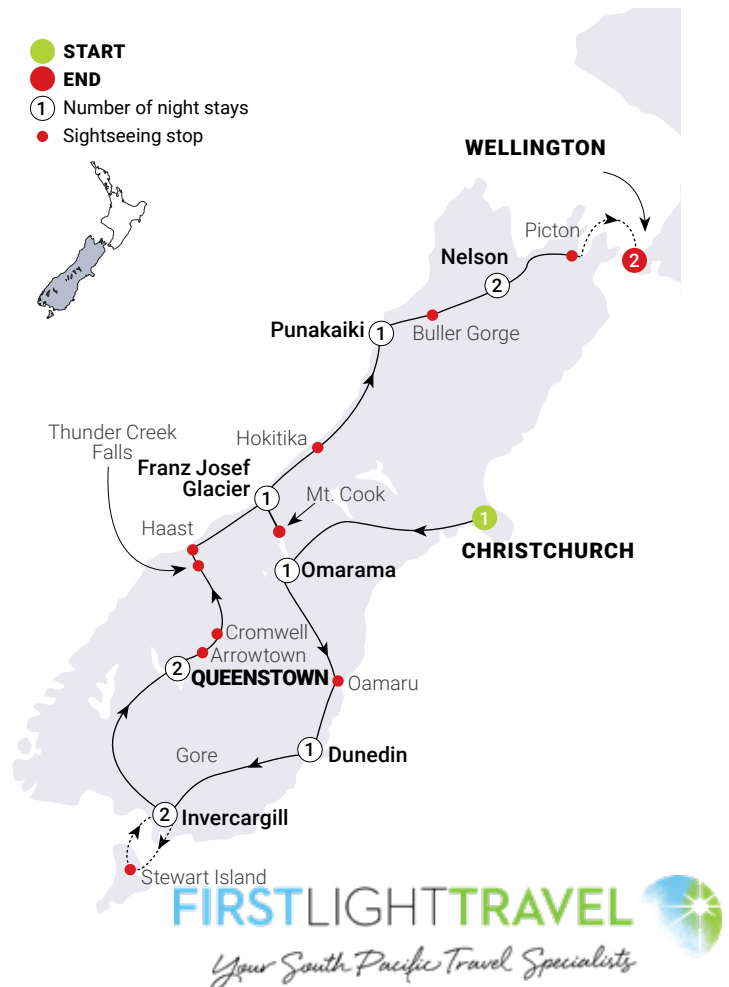 START
END
1 Number of night stays
Sightseeing stop
WELLINGTON
Picton
2
Nelson
2
Punakaiki
1
Buller Gorge
Thunder Creek
Falls
Hokitika
Franz Josef
Glacier
1
Mt. Cook
Haast
1
CHRISTCHURCH
1 Omarama
Cromwell
Arrowtown
2 QUEENSTOWN
Oamaru
Gore
1 Dunedin
2 Invercargill
Stewart Island
FIRSTLIGHTTRAVEL
Your South Pacific Travel Specialists